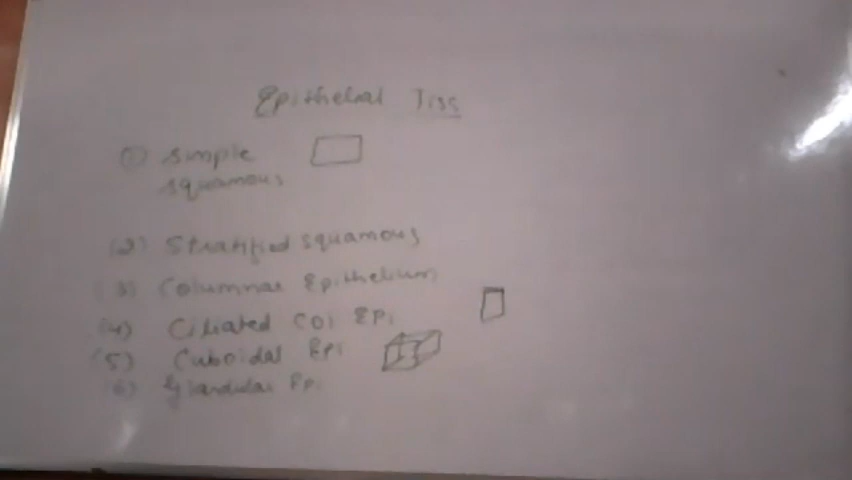 Epithelial Tiss
(1) Simple
squamous
(2) Stratified squamous
(3) Columnar Epithelium
(4) Ciliated Col Epi
(5) Cuboidal Epi
(6) Glandular Ep.